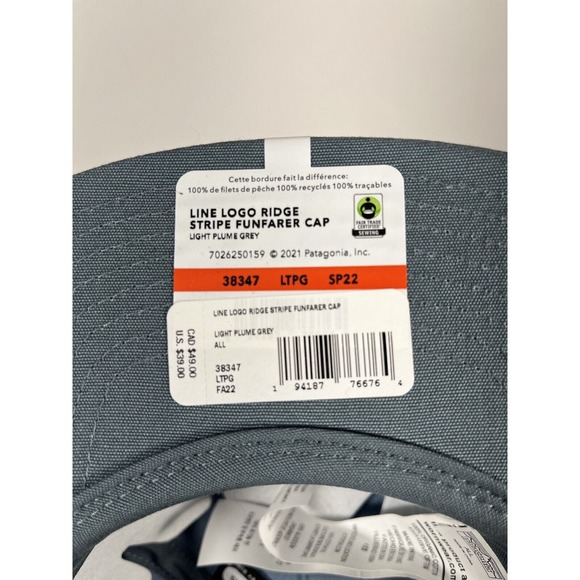 Cette bordure fait la différence:
100% de filets de pêche 100% recyclés 100% traçables
LINE LOGO RIDGE
STRIPE FUNFARER CAP
LIGHT PLUME GREY
FAIR TRADE
CERTIFIED
SEWING
7026250159 © 2021 Patagonia, Inc.
38347 LTPG SP22
LINE LOGO RIDGE STRIPE FUNFARER CAP
LIGHT PLUME GREY
ALL
38347
LTPG
FA22
CAD $49.00
U.S. $39.00
1 94187 76676 4